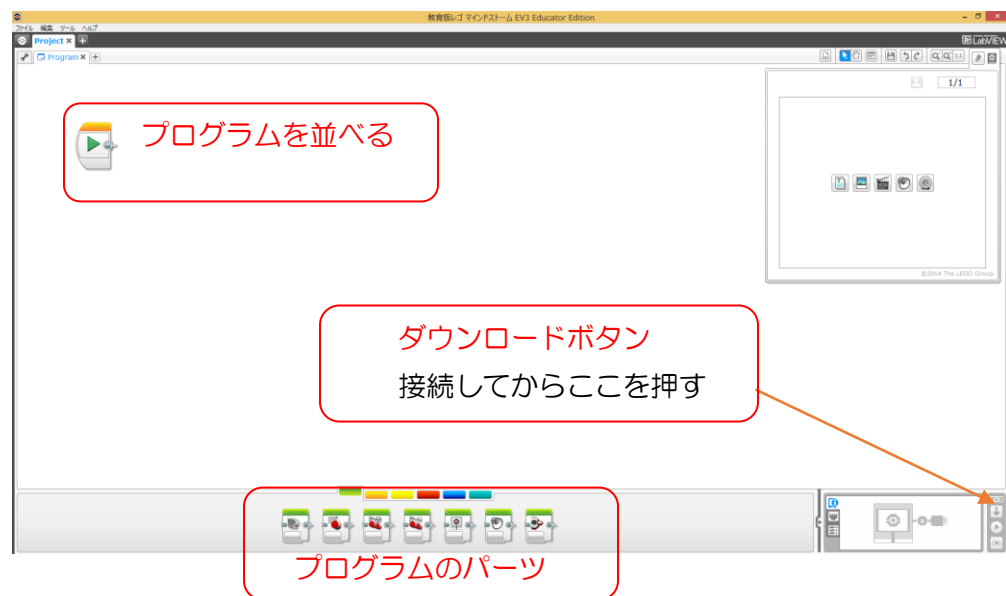 教育版レゴ マインドストーム EV3 Educator Edition
ファイル 編集 ツール ヘルプ
Project × +
LabVIEW
Program × +
1/1
プログラムを並べる
©2014 The LEGO Group.
ダウンロードボタン
接続してからここを押す
プログラムのパーツ